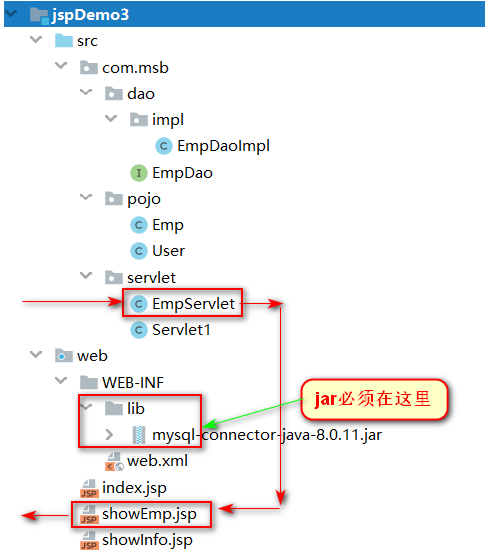 jspDemo3
src
com.msb
dao
impl
EmpDaoImpl
EmpDao
pojo
Emp
User
servlet
EmpServlet
Servlet1
web
WEB-INF
lib
jar必须在这里
mysql-connector-java-8.0.11.jar
web.xml
JSP index.jsp
JSP showEmp.jsp
JSP showInfo.jsp